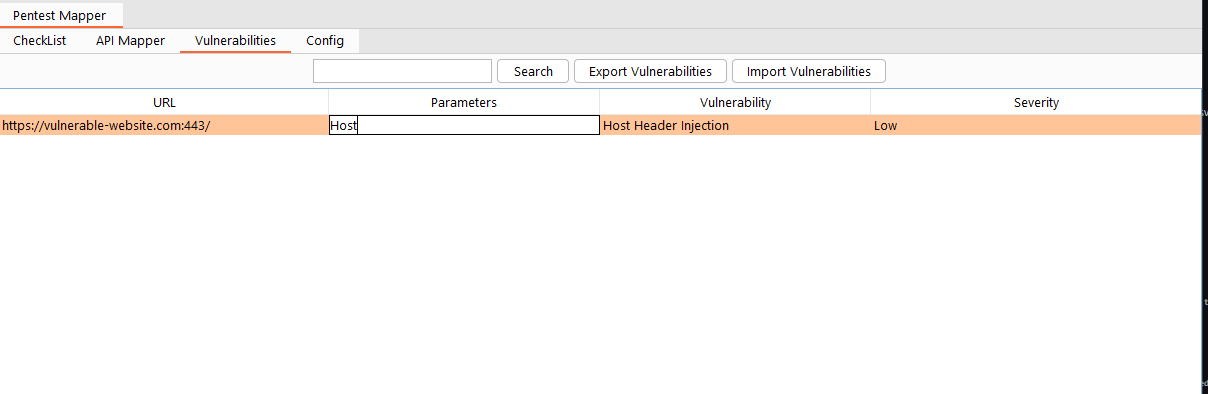 Pentest Mapper
CheckList API Mapper Vulnerabilities Config
Search Export Vulnerabilities Import Vulnerabilities
URL Parameters Vulnerability Severity
https://vulnerable-website.com:443/ Host Host Header Injection Low